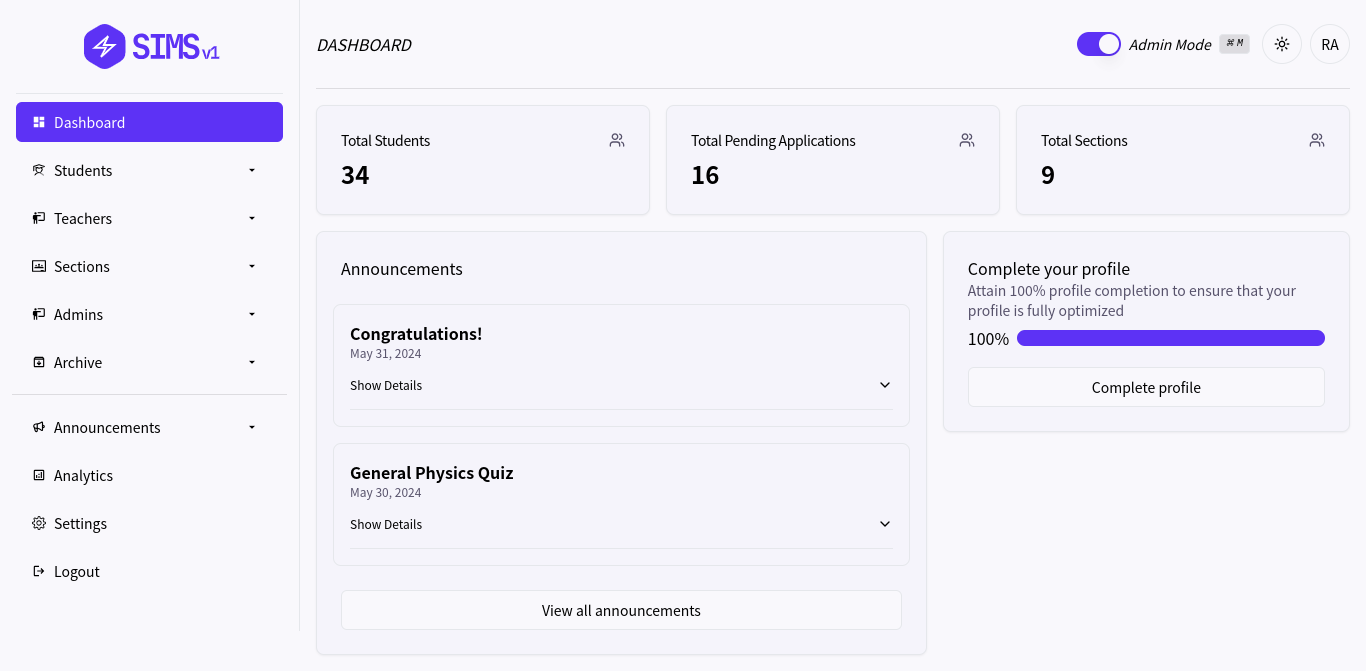 SIMS v1
Dashboard
Students
Teachers
Sections
Admins
Archive
Announcements
Analytics
Settings
Logout
DASHBOARD
Admin Mode ⌘ M
RA
Total Students
34
Total Pending Applications
16
Total Sections
9
Announcements
Congratulations!
May 31, 2024
Show Details
General Physics Quiz
May 30, 2024
Show Details
View all announcements
Complete your profile
Attain 100% profile completion to ensure that your
profile is fully optimized
100%
Complete profile